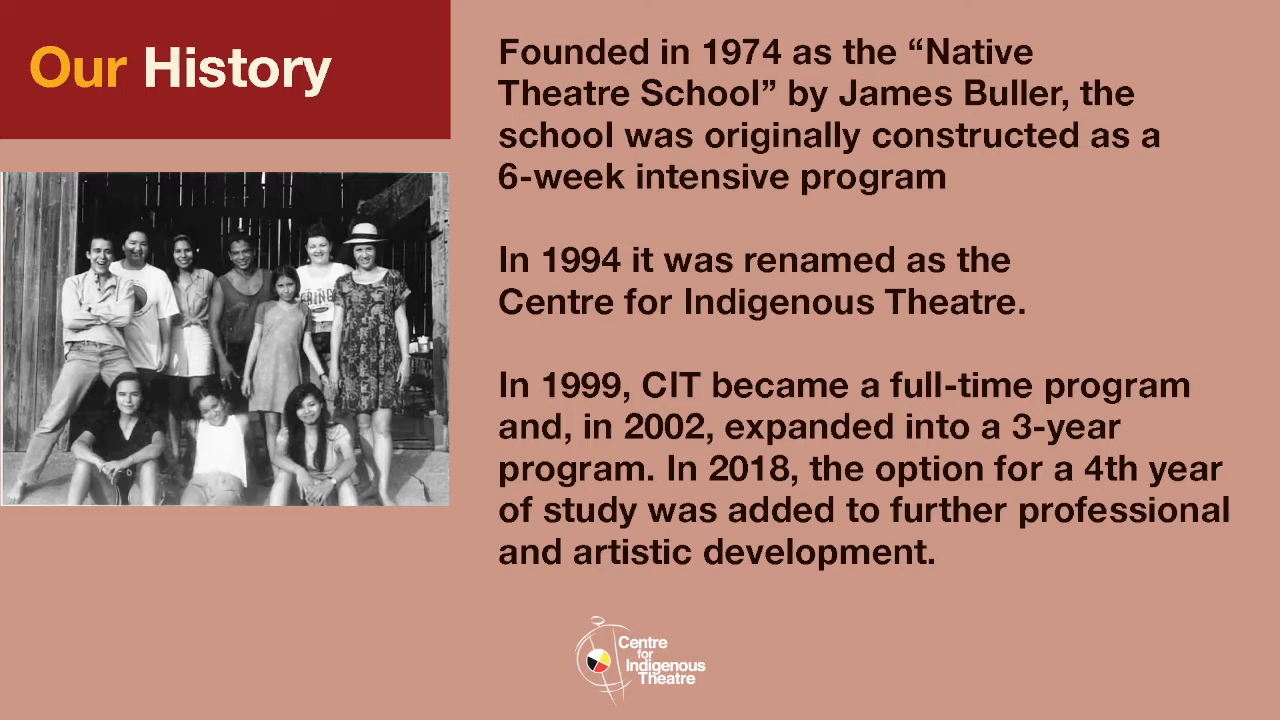 Our History
Founded in 1974 as the “Native
Theatre School” by James Buller, the
school was originally constructed as a
6-week intensive program
In 1994 it was renamed as the
Centre for Indigenous Theatre.
In 1999, CIT became a full-time program
and, in 2002, expanded into a 3-year
program. In 2018, the option for a 4th year
of study was added to further professional
and artistic development.
Centre
for
Indigenous
Theatre